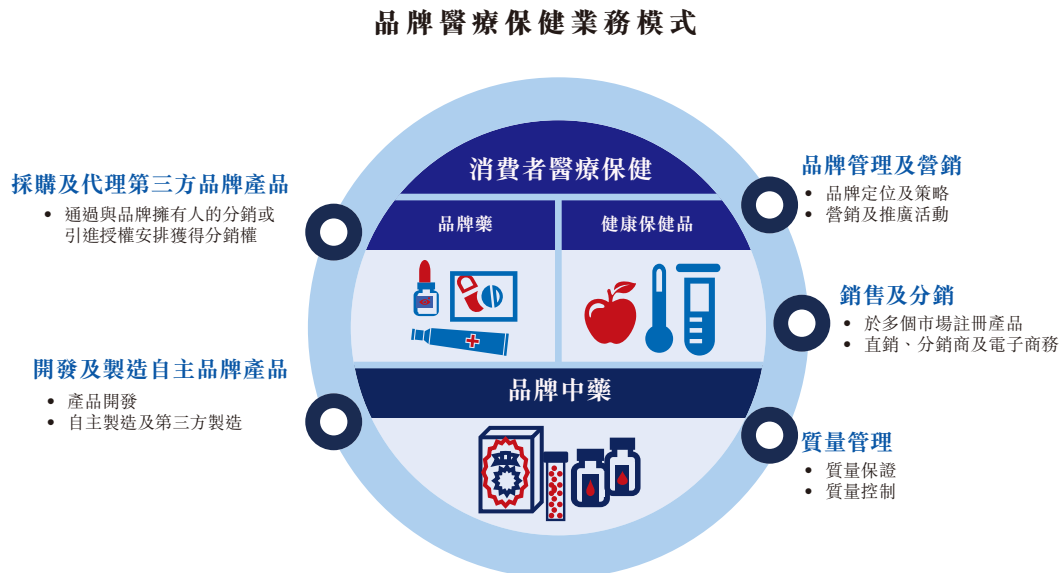 品牌醫療保健業務模式
採購及代理第三方品牌產品
• 通過與品牌擁有人的分銷或
引進授權安排獲得分銷權
開發及製造自主品牌產品
• 產品開發
• 自主製造及第三方製造
消費者醫療保健
品牌藥
健康保健品
品牌中藥
品牌管理及營銷
• 品牌定位及策略
• 營銷及推廣活動
銷售及分銷
• 於多個市場註冊產品
• 直銷、分銷商及電子商務
質量管理
• 質量保證
• 質量控制